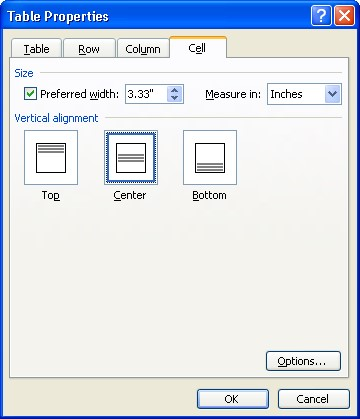 Table Properties
Table Row Column Cell
Size
Preferred width: 3.33" Measure in: Inches
Vertical alignment
Top Center Bottom
Options...
OK Cancel